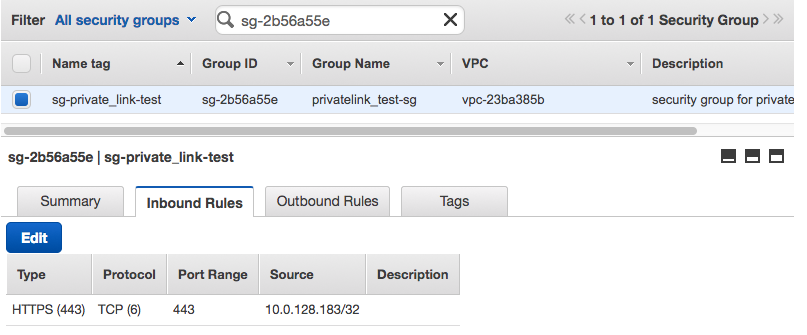 Filter All security groups sg-2b56a55e 1 to 1 of 1 Security Group
Name tag Group ID Group Name VPC Description
sg-private_link-test sg-2b56a55e privatelink_test-sg vpc-23ba385b security group for private
sg-2b56a55e | sg-private_link-test
Summary Inbound Rules Outbound Rules Tags
Edit
Type Protocol Port Range Source Description
HTTPS (443) TCP (6) 443 10.0.128.183/32